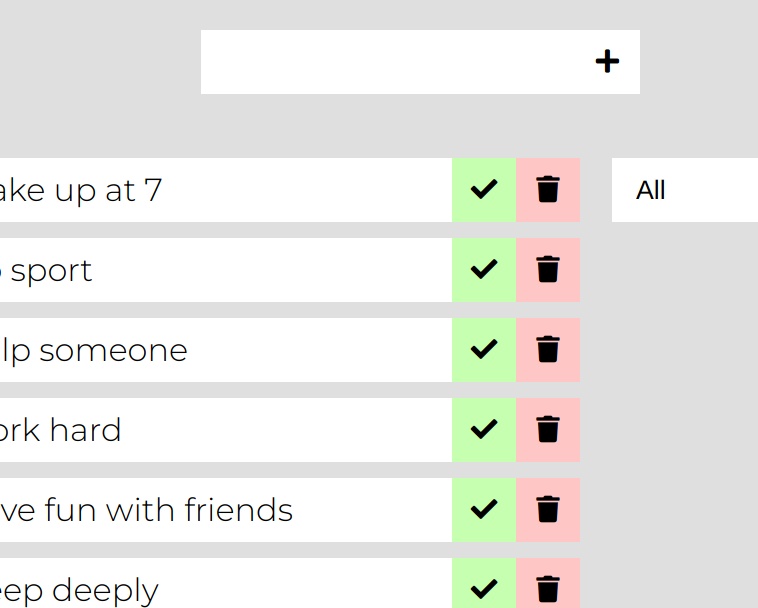 ake up at 7
All
sport
lp someone
ork hard
ve fun with friends
eep deeply